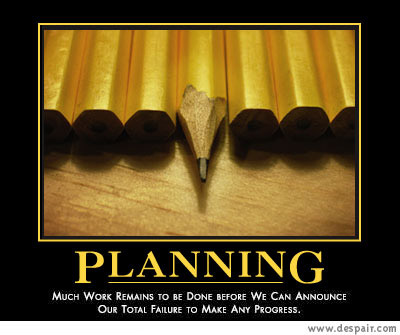 PLANNING
MUCH WORK REMAINS TO BE DONE BEFORE WE CAN ANNOUNCE
OUR TOTAL FAILURE TO MAKE ANY PROGRESS.
www.despair.com